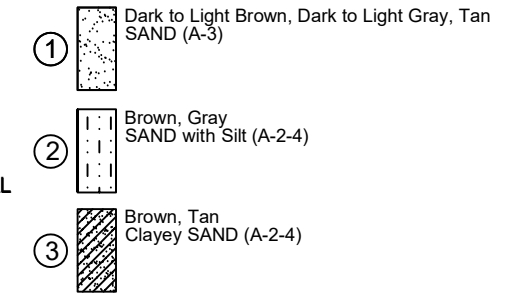 1
Dark to Light Brown, Dark to Light Gray, Tan
SAND (A-3)
2
Brown, Gray
SAND with Silt (A-2-4)
L
3
Brown, Tan
Clayey SAND (A-2-4)